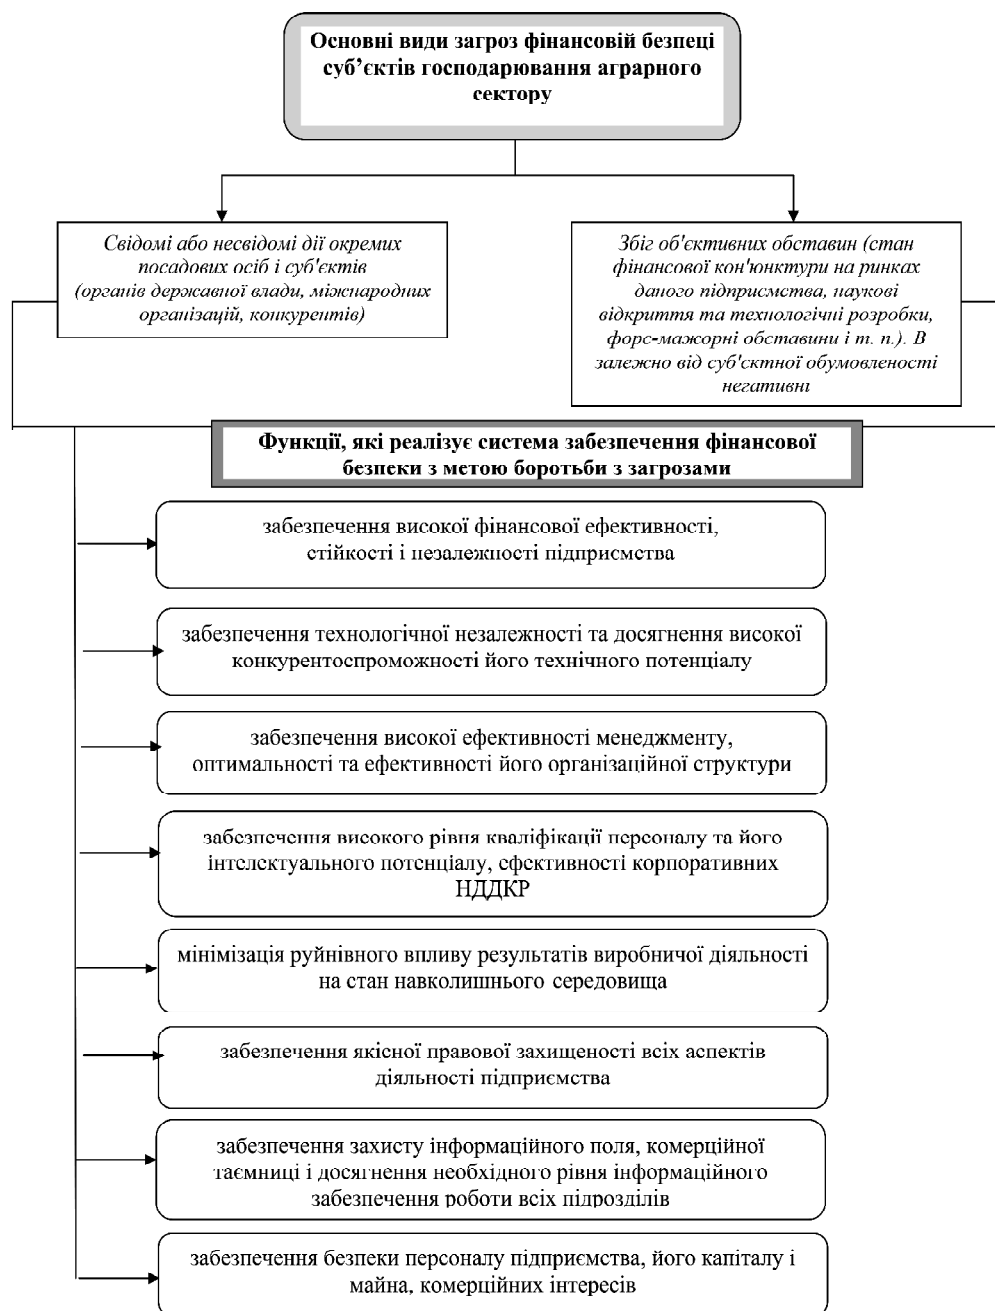 Основні види загроз фінансовій безпеці
суб’єктів господарювання аграрного
сектору
Свідомі або несвідомі дії окремих
посадових осіб і суб'єктів
(органів державної влади, міжнародних
організацій, конкурентів)
Збіг об'єктивних обставин (стан
фінансової кон'юнктури на ринках
даного підприємства, наукові
відкриття та технологічні розробки,
форс-мажорні обставини і т. п.). В
залежно від суб'єктної обумовленості
негативні
Функції, які реалізує система забезпечення фінансової
безпеки з метою боротьби з загрозами
забезпечення високої фінансової ефективності,
стійкості і незалежності підприємства
забезпечення технологічної незалежності та досягнення високої
конкурентоспроможності його технічного потенціалу
забезпечення високої ефективності менеджменту,
оптимальності та ефективності його організаційної структури
забезпечення високого рівня кваліфікації персоналу та його
інтелектуального потенціалу, ефективності корпоративних
НДДКР
мінімізація руйнівного впливу результатів виробничої діяльності
на стан навколишнього середовища
забезпечення якісної правової захищеності всіх аспектів
діяльності підприємства
забезпечення захисту інформаційного поля, комерційної
таємниці і досягнення необхідного рівня інформаційного
забезпечення роботи всіх підрозділів
забезпечення безпеки персоналу підприємства, його капіталу і
майна, комерційних інтересів